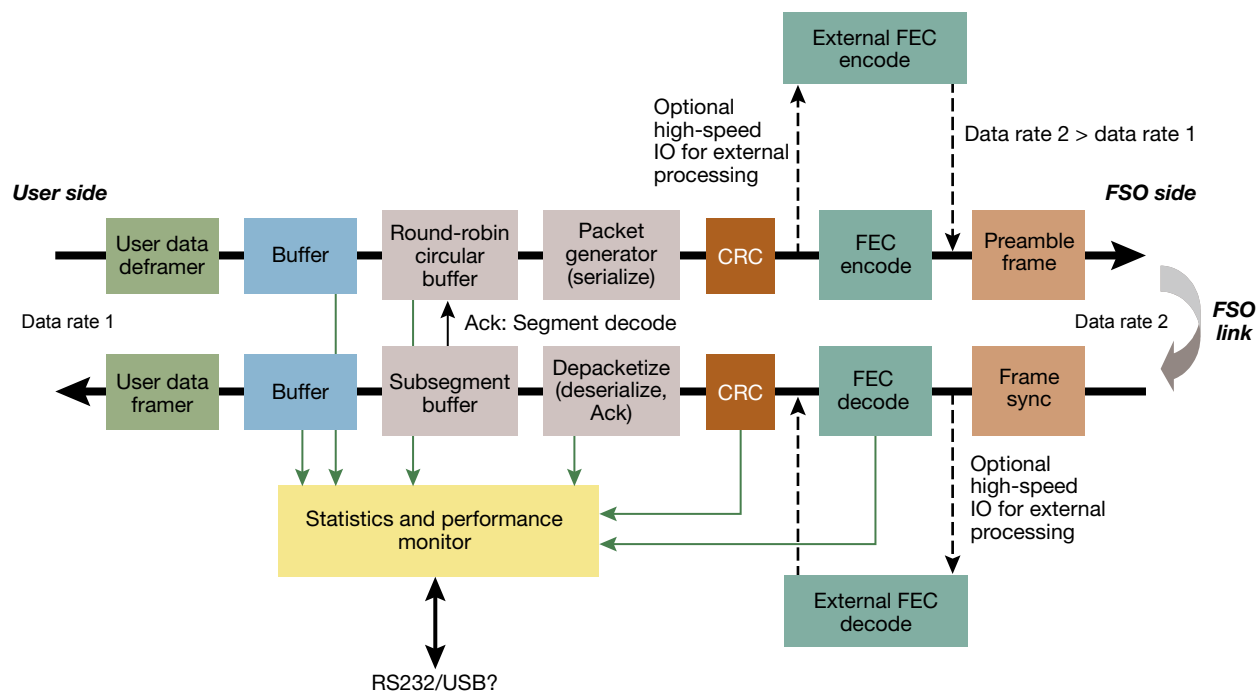 External FEC
encode
Optional
high-speed
IO for external
processing
Data rate 2 > data rate 1
User side
FSO side
User data
deframer
Buffer
Round-robin
circular
buffer
Packet
generator
(serialize)
CRC
FEC
encode
Preamble
frame
Data rate 1
Ack: Segment decode
Data rate 2
FSO
link
User data
framer
Buffer
Subsegment
buffer
Depacketize
(deserialize,
Ack)
CRC
FEC
decode
Frame
sync
Optional
high-speed
IO for external
processing
Statistics and performance
monitor
External FEC
decode
RS232/USB?